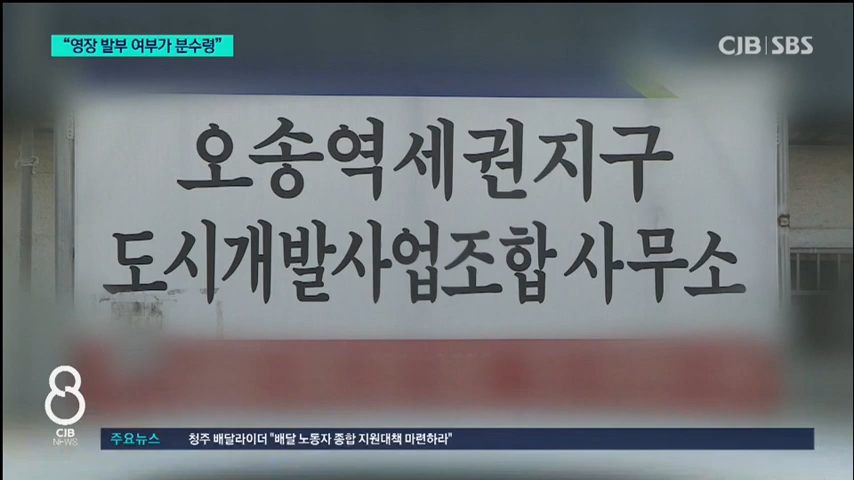 “영장 발부 여부가 분수령”
CJB SBS
오송역세권지구
도시개발사업조합 사무소
8
CJB
NEWS
주요뉴스 청주 배달라이더 "배달 노동자 종합 지원대책 마련하라"